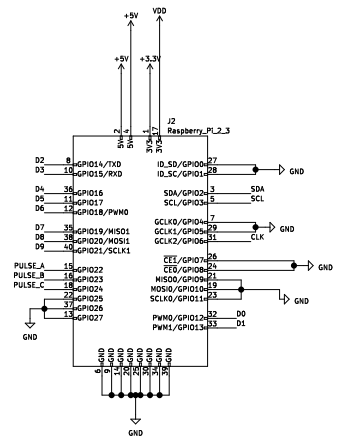 VDD
+5V
+5V
+3.3V
J2
Raspberry_Pi_2_3
2
4
1
17
5V
5V
3V3
3V3
D2 8 GPIO14/TXD ID_SD/GPIO0 27
D3 10 GPIO15/RXD ID_SC/GPIO1 28 GND
D4 36 GPIO16 SDA/GPIO2 3 SDA
D5 11 GPIO17 SCL/GPIO3 5 SCL
D6 12 GPIO18/PWM0 GCLK0/GPIO4 7
D7 35 GPIO19/MISO1 GCLK1/GPIO5 29 GND
D8 38 GPIO20/MOSI1 GCLK2/GPIO6 31 CLK
D9 40 GPIO21/SCLK1
PULSE_A 15 GPIO22 CE1/GPIO7 26
PULSE_B 16 GPIO23 CE0/GPIO8 24 GND
PULSE_C 18 GPIO24 MISO0/GPIO9 21
22 GPIO25 MOSI0/GPIO10 19
37 GPIO26 SCLK0/GPIO11 23 GND
13 GPIO27 PWM0/GPIO12 32 D0
GND PWM1/GPIO13 33 D1
GND GND GND GND GND GND GND GND
6 9 14 20 25 30 34 39
GND